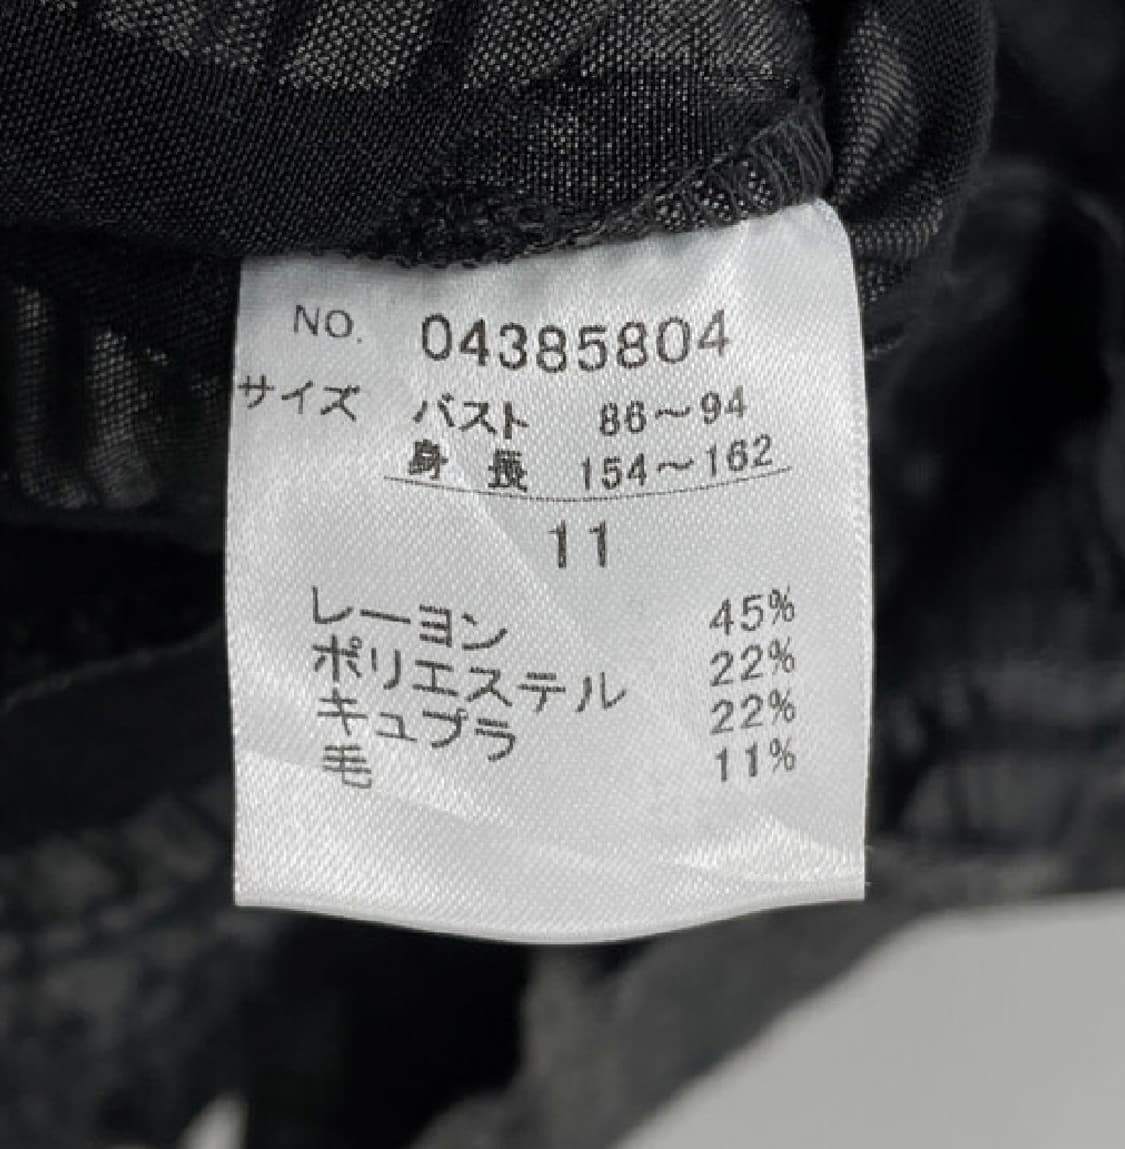 NO. 04385804
サイズ バスト 86〜94
身長 154〜162
11
レーヨン 45%
ポリエステル 22%
キュプラ 22%
毛 11%